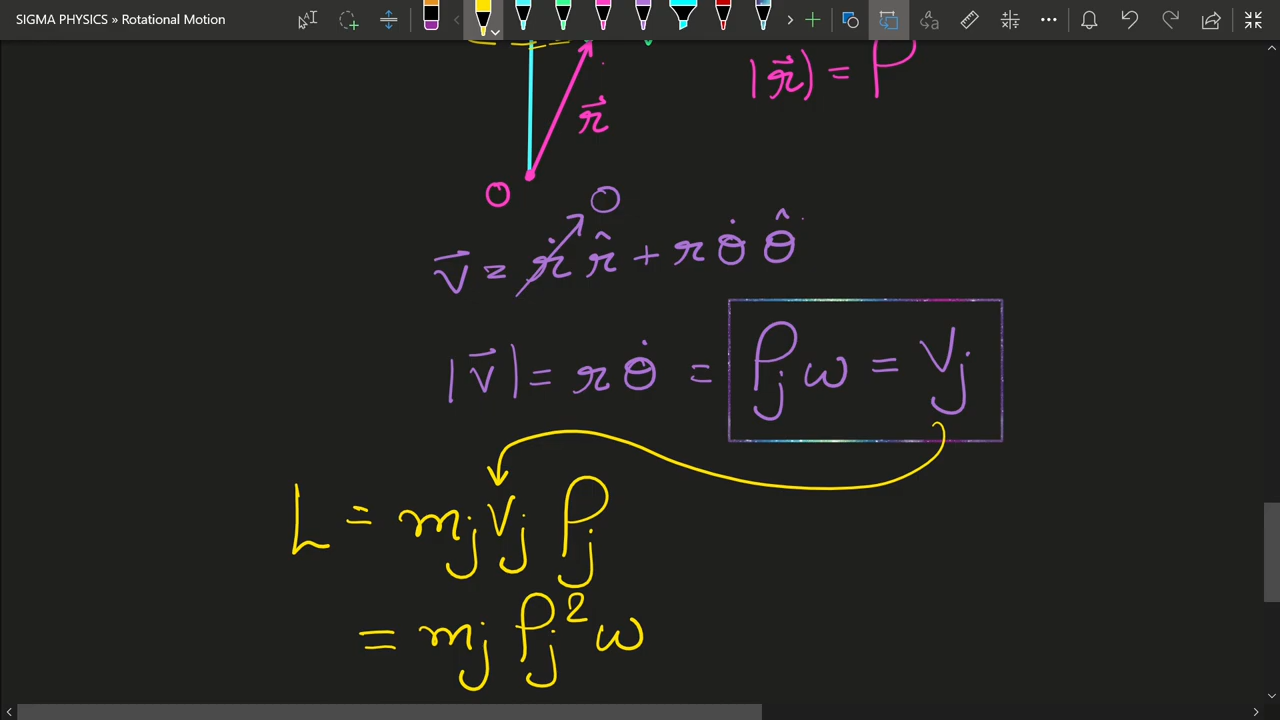 SIGMA PHYSICS » Rotational Motion
|r⃗) = ρ
r⃗
O
O
v⃗ = ṙ r̂ + r θ̇ θ̂
|v⃗| = r θ̇ = ρⱼ ω = Vⱼ
L = mⱼ Vⱼ ρⱼ
= mⱼ ρⱼ² ω